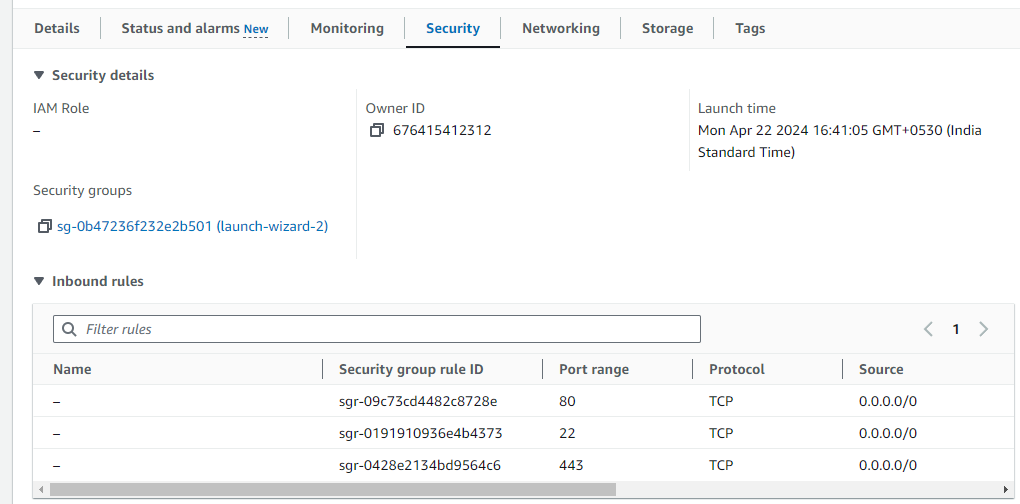 Details Status and alarms New Monitoring Security Networking Storage Tags
Security details
IAM Role
–
Owner ID
676415412312
Launch time
Mon Apr 22 2024 16:41:05 GMT+0530 (India
Standard Time)
Security groups
sg-0b47236f232e2b501 (launch-wizard-2)
Inbound rules
Filter rules
1
Name Security group rule ID Port range Protocol Source
– sgr-09c73cd4482c8728e 80 TCP 0.0.0.0/0
– sgr-0191910936e4b4373 22 TCP 0.0.0.0/0
– sgr-0428e2134bd9564c6 443 TCP 0.0.0.0/0